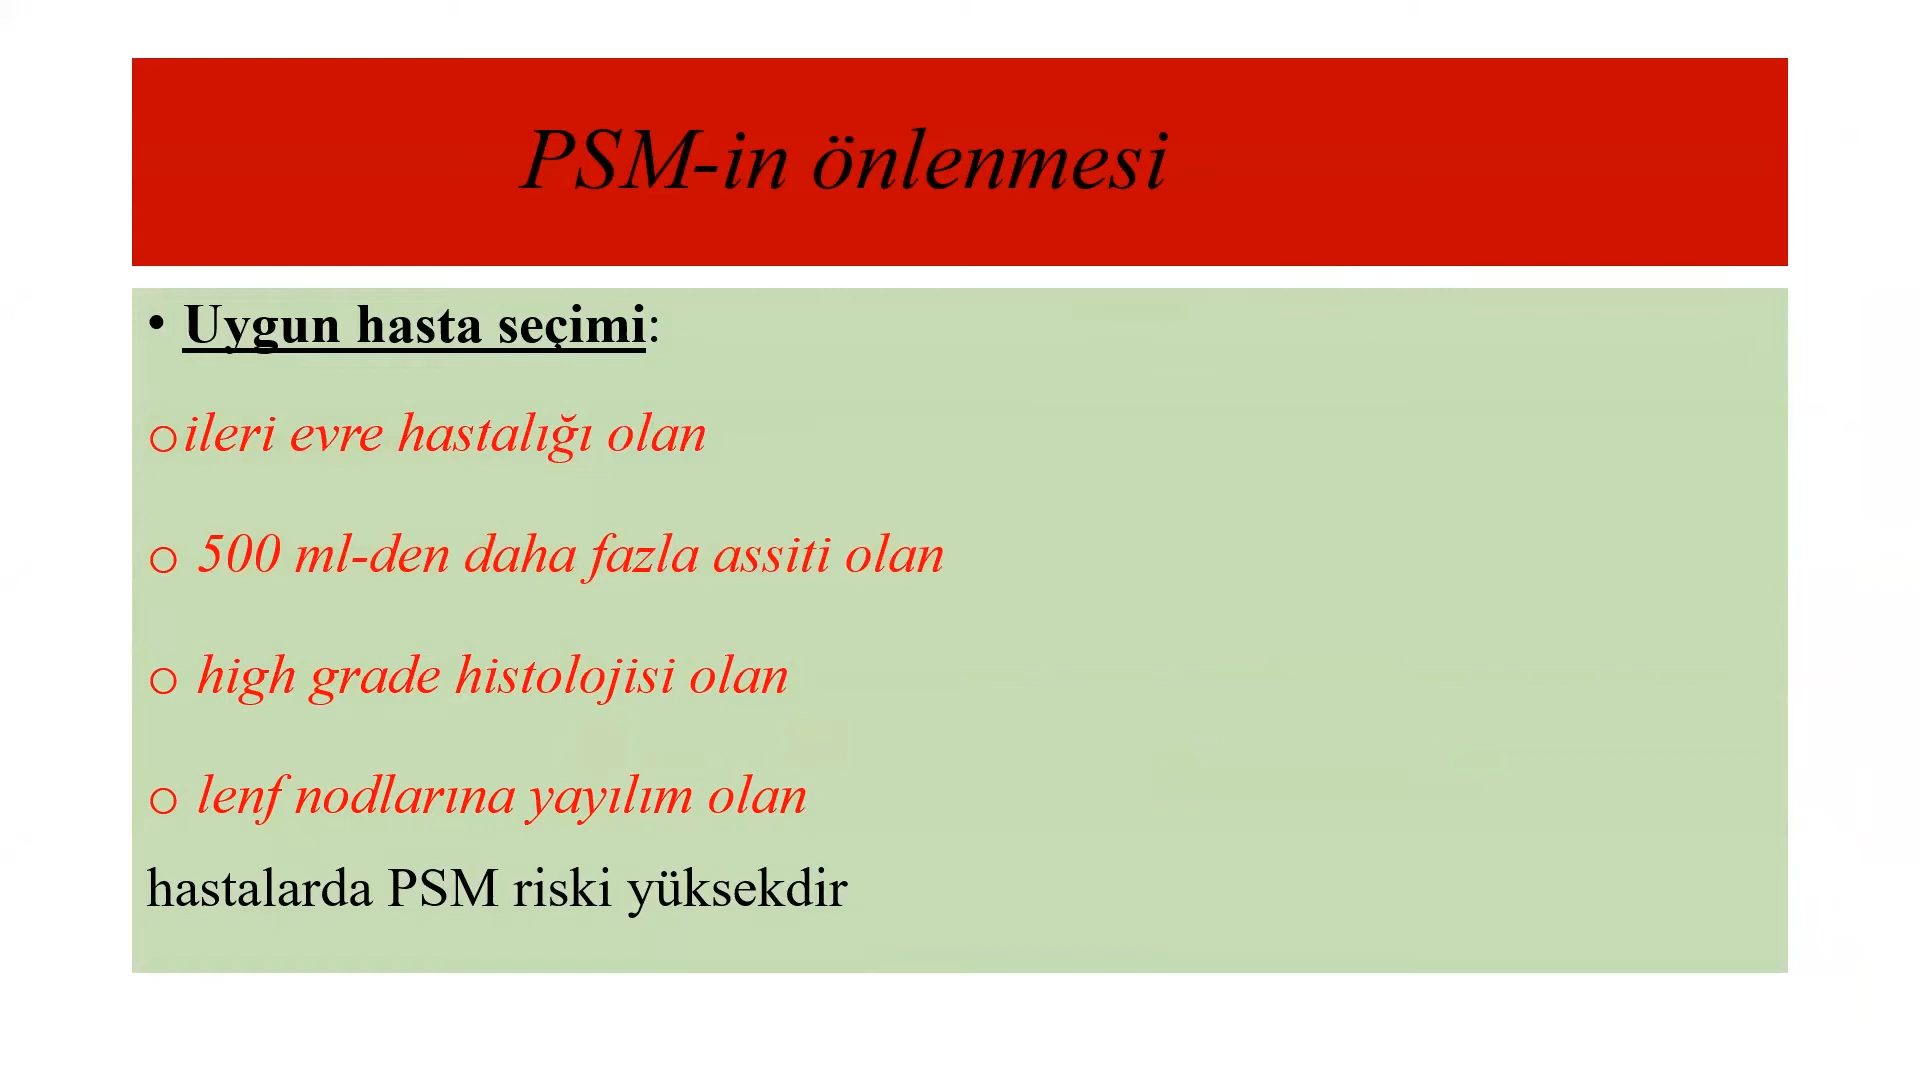 PSM-in önlenmesi
• Uygun hasta seçimi:
o ileri evre hastalığı olan
o 500 ml-den daha fazla assiti olan
o high grade histolojisi olan
o lenf nodlarına yayılım olan
hastalarda PSM riski yüksekdir